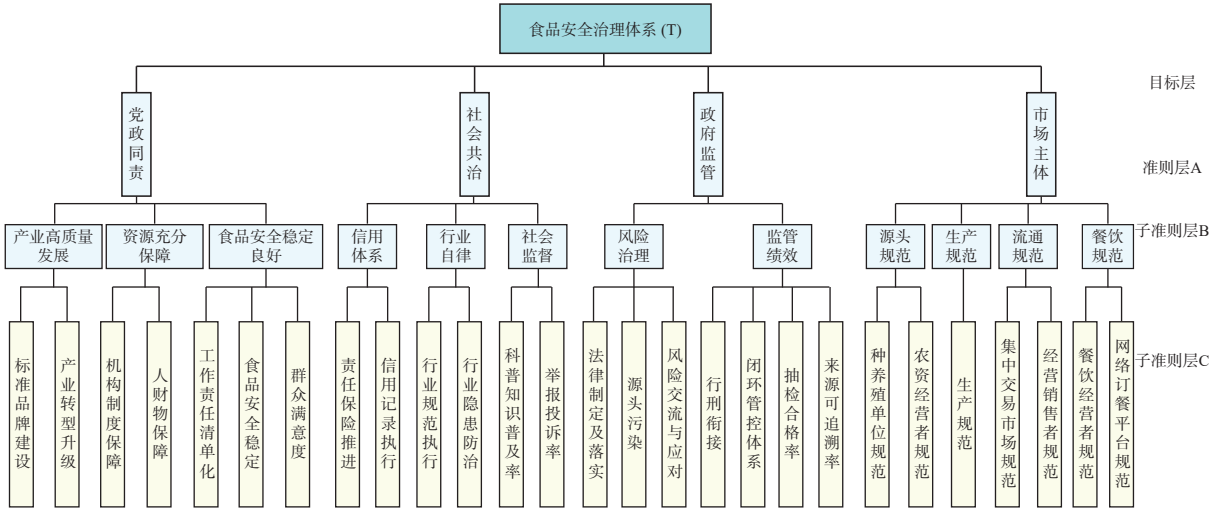 食品安全治理体系 (T)
目标层
党政同责
社会共治
政府监管
市场主体
准则层A
产业高质量
发展
资源充分
保障
食品安全稳定
良好
信用
体系
行业
自律
社会
监督
风险
治理
监管
绩效
源头
规范
生产
规范
流通
规范
餐饮
规范
子准则层B
标准品牌建设
产业转型升级
机构制度保障
人财物保障
工作责任清单化
食品安全稳定
群众满意度
责任保险推进
信用记录执行
行业规范执行
行业隐患防治
科普知识普及率
举报投诉率
法律制定及落实
源头污染
风险交流与应对
行刑衔接
闭环管控体系
抽检合格率
来源可追溯率
种养殖单位规范
农资经营者规范
生产规范
集中交易市场规范
经营销售者规范
餐饮经营者规范
网络订餐平台规范
子准则层C